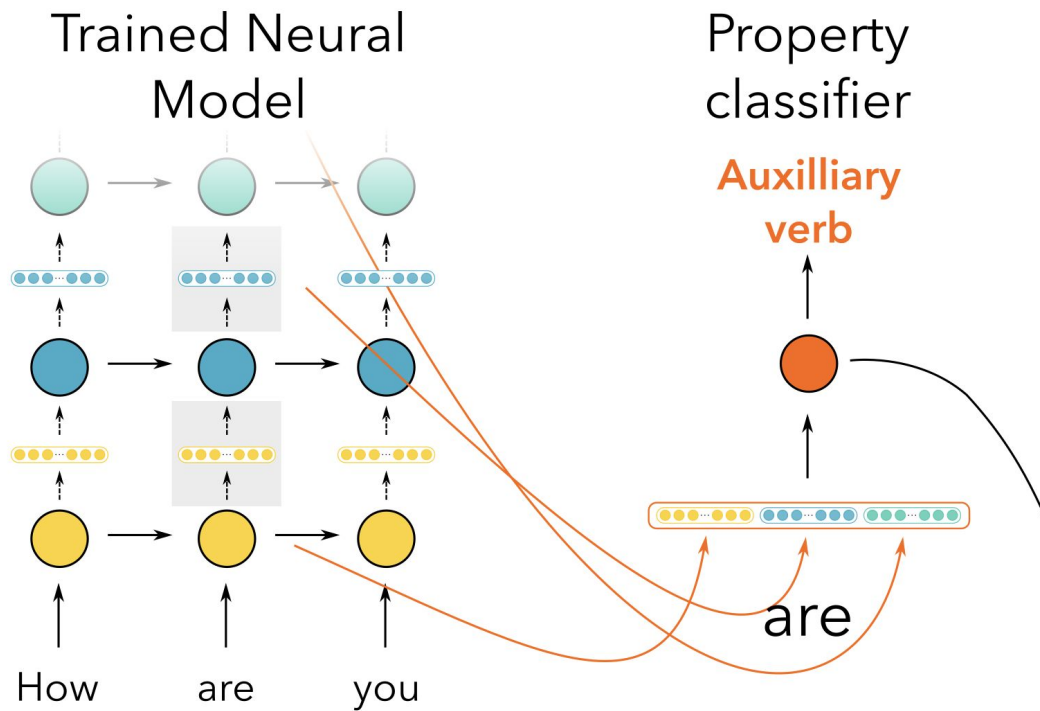 Trained Neural
Model
How
are
you
Property
classifier
Auxilliary
verb
are